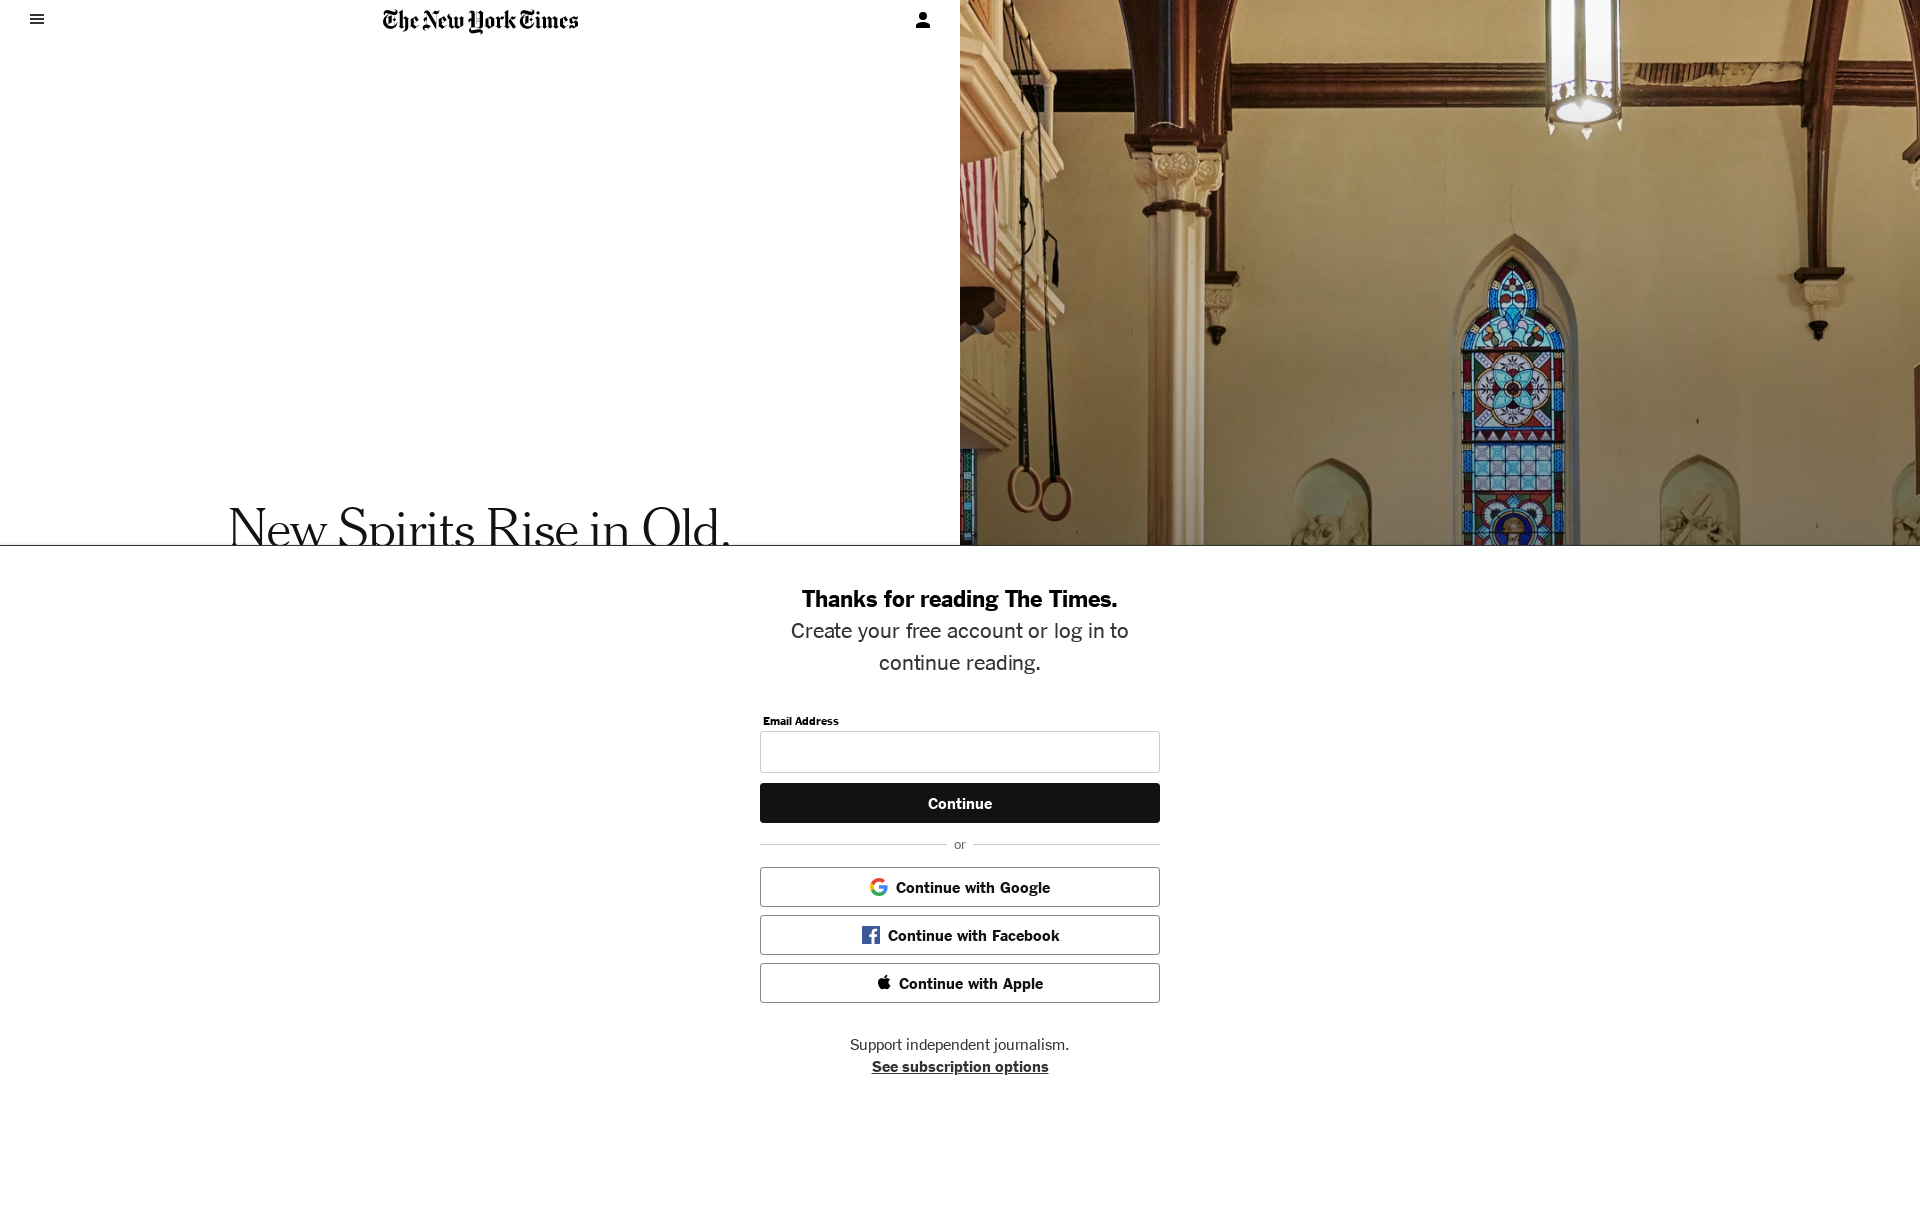 The New York Times
New Spirits Rise in Old,
Thanks for reading The Times.
Create your free account or log in to
continue reading.
Email Address
Continue
or
Continue with Google
Continue with Facebook
Continue with Apple
Support independent journalism.
See subscription options